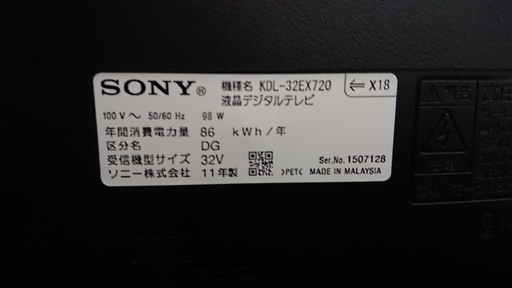 SONY® 機種名 KDL-32EX720
液晶デジタルテレビ
⇐ X18
100 V～ 50/60 Hz 98 W
年間消費電力量 86 kWh/年
区分名 DG
受信機型サイズ 32V
Ser.No. 1507128
ソニー株式会社 11年製 >PET< MADE IN MALAYSIA
警告